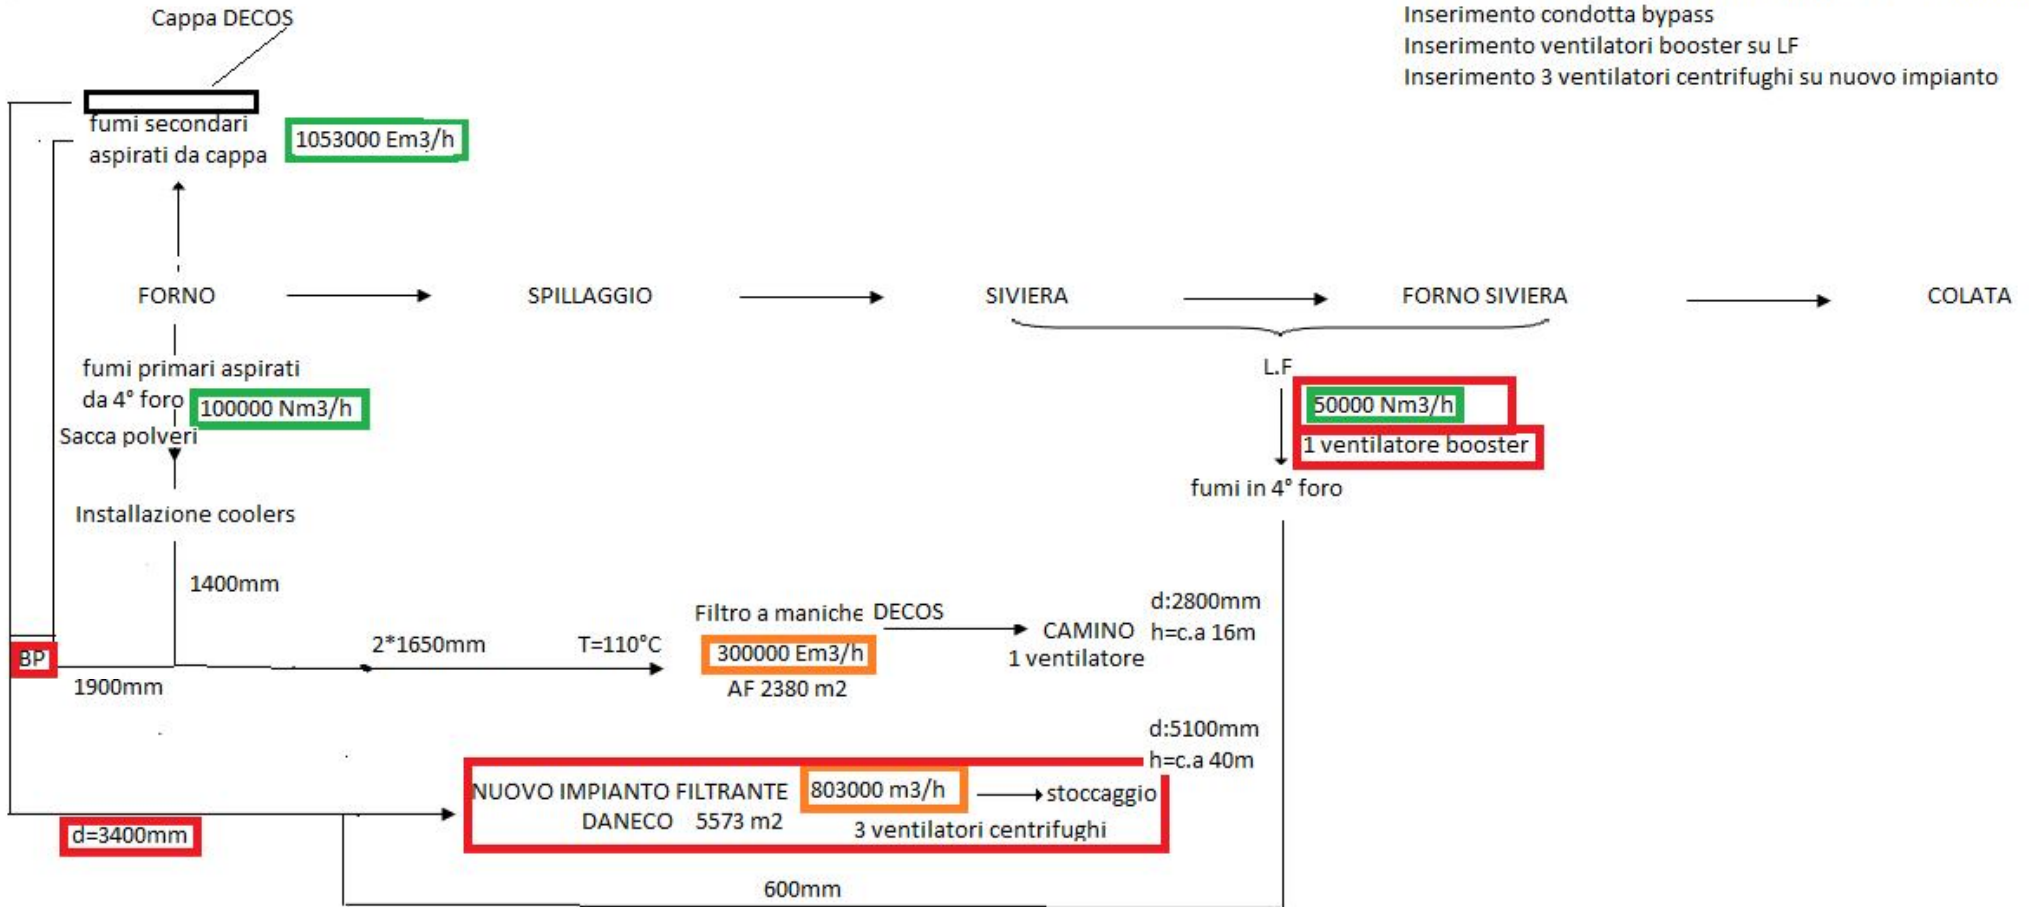 Cappa DECOS
Inserimento condotta bypass
Inserimento ventilatori booster su LF
Inserimento 3 ventilatori centrifughi su nuovo impianto
fumi secondari
aspirati da cappa
1053000 Em3/h
FORNO
SPILLAGGIO
SIVIERA
FORNO SIVIERA
COLATA
fumi primari aspirati
da 4° foro
100000 Nm3/h
Sacca polveri
L.F
50000 Nm3/h
1 ventilatore booster
fumi in 4° foro
Installazione coolers
1400mm
BP
1900mm
2*1650mm
T=110°C
Filtro a maniche DECOS
300000 Em3/h
AF 2380 m2
CAMINO
1 ventilatore
d:2800mm
h=c.a 16m
d:5100mm
h=c.a 40m
NUOVO IMPIANTO FILTRANTE
DANECO 5573 m2
803000 m3/h
stoccaggio
3 ventilatori centrifughi
d=3400mm
600mm